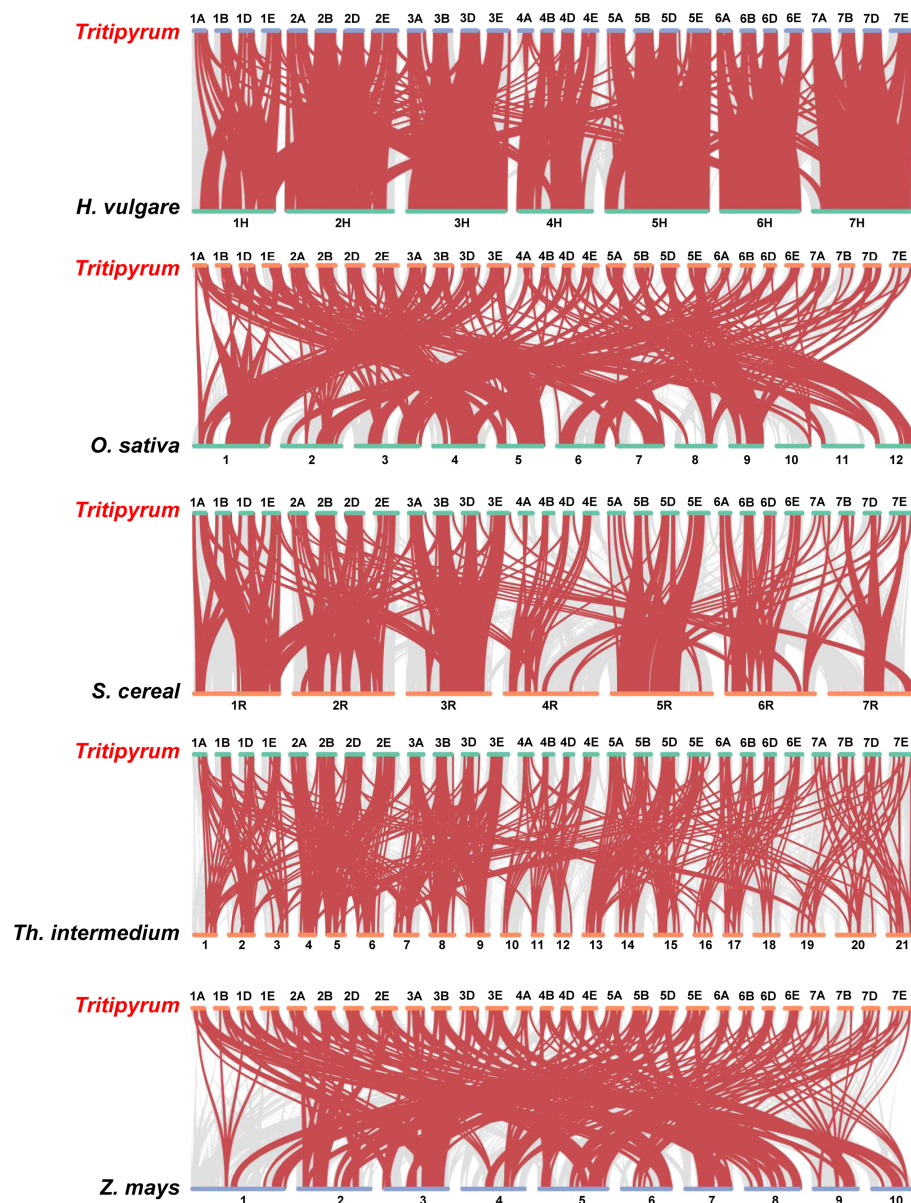 1A 1B 1D 1E 2A 2B 2D 2E 3A 3B 3D 3E 4A 4B 4D 4E 5A 5B 5D 5E 6A 6B 6D 6E 7A 7B 7D 7E
Tritipyrum
H. vulgare
1H 2H 3H 4H 5H 6H 7H
1A 1B 1D 1E 2A 2B 2D 2E 3A 3B 3D 3E 4A 4B 4D 4E 5A 5B 5D 5E 6A 6B 6D 6E 7A 7B 7D 7E
Tritipyrum
O. sativa
1 2 3 4 5 6 7 8 9 10 11 12
1A 1B 1D 1E 2A 2B 2D 2E 3A 3B 3D 3E 4A 4B 4D 4E 5A 5B 5D 5E 6A 6B 6D 6E 7A 7B 7D 7E
Tritipyrum
S. cereal
1R 2R 3R 4R 5R 6R 7R
1A 1B 1D 1E 2A 2B 2D 2E 3A 3B 3D 3E 4A 4B 4D 4E 5A 5B 5D 5E 6A 6B 6D 6E 7A 7B 7D 7E
Tritipyrum
Th. intermedium
1 2 3 4 5 6 7 8 9 10 11 12 13 14 15 16 17 18 19 20 21
1A 1B 1D 1E 2A 2B 2D 2E 3A 3B 3D 3E 4A 4B 4D 4E 5A 5B 5D 5E 6A 6B 6D 6E 7A 7B 7D 7E
Tritipyrum
Z. mays
1 2 3 4 5 6 7 8 9 10